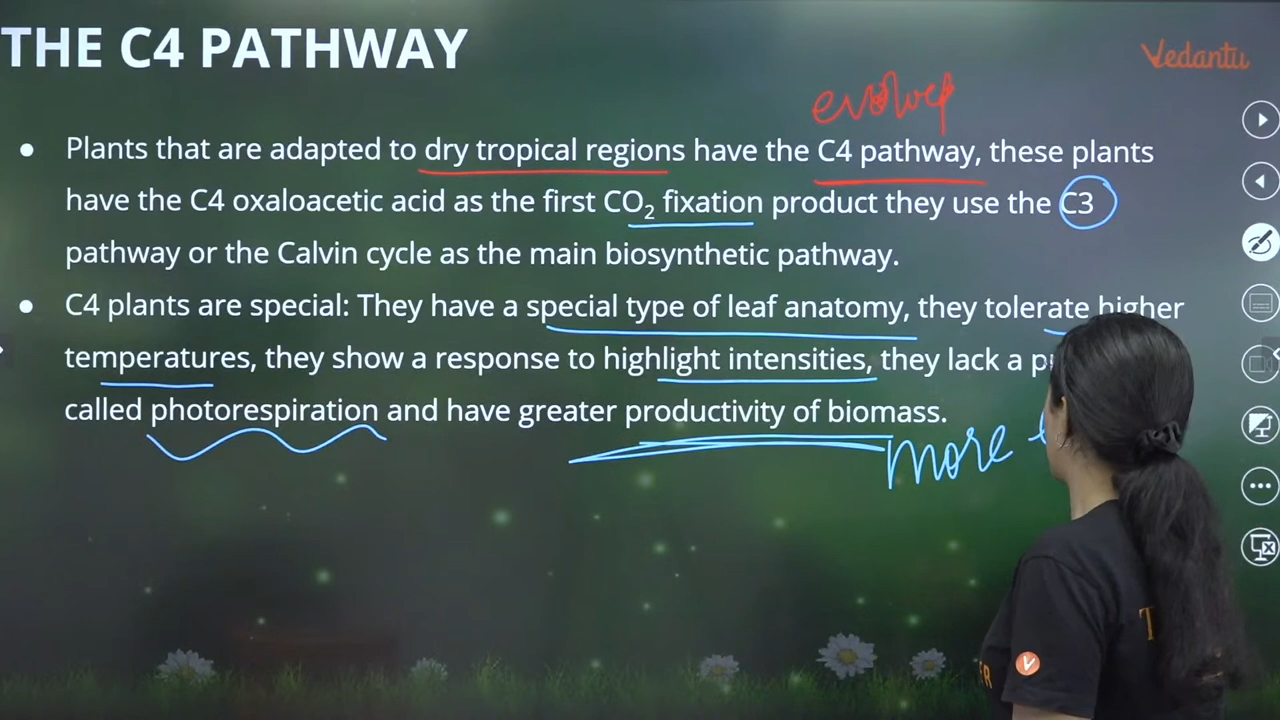 THE C4 PATHWAY
Vedantu
evolved
Plants that are adapted to dry tropical regions have the C4 pathway, these plants
have the C4 oxaloacetic acid as the first CO₂ fixation product they use the C3
pathway or the Calvin cycle as the main biosynthetic pathway.
C4 plants are special: They have a special type of leaf anatomy, they tolerate higher
temperatures, they show a response to highlight intensities, they lack a
called photorespiration and have greater productivity of biomass.
more